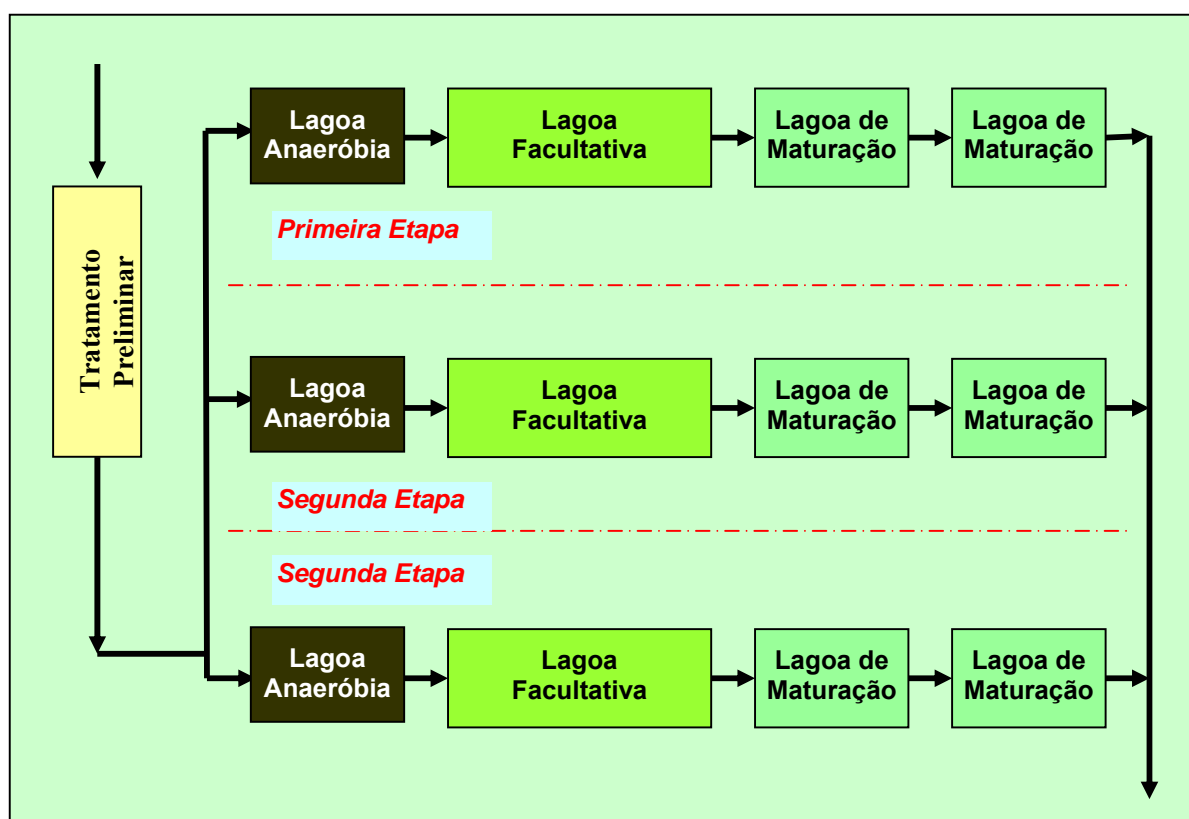 Tratamento
Preliminar
Lagoa
Anaeróbia
Lagoa
Facultativa
Lagoa de
Maturação
Lagoa de
Maturação
Primeira Etapa
Lagoa
Anaeróbia
Lagoa
Facultativa
Lagoa de
Maturação
Lagoa de
Maturação
Segunda Etapa
Segunda Etapa
Lagoa
Anaeróbia
Lagoa
Facultativa
Lagoa de
Maturação
Lagoa de
Maturação